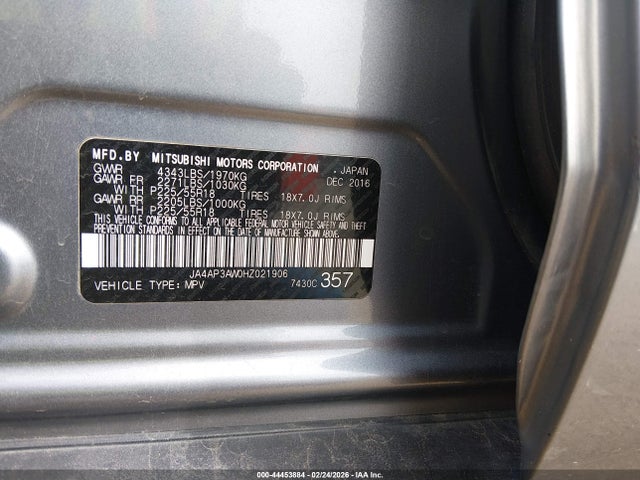 MFD.BY MITSUBISHI MOTORS CORPORATION , JAPAN
GVWR 4343LBS/1970KG DEC 2016
GAWR FR 2271LBS/1030KG
WITH P225/55R18 TIRES 18X7.0J RIMS
GAWR RR 2205LBS/1000KG
WITH P225/55R18 TIRES 18X7.0J RIMS
THIS VEHICLE CONFORMS TO ALL APPLICABLE FEDERAL MOTOR VEHICLE SAFETY AND THEFT
PREVENTION STANDARDS IN EFFECT ON THE DATE OF MANUFACTURE SHOWN ABOVE.
JA4AP3AW0HZ021906
VEHICLE TYPE: MPV 7430C 357
000-44453884 - 02/24/2026 - IAA Inc.